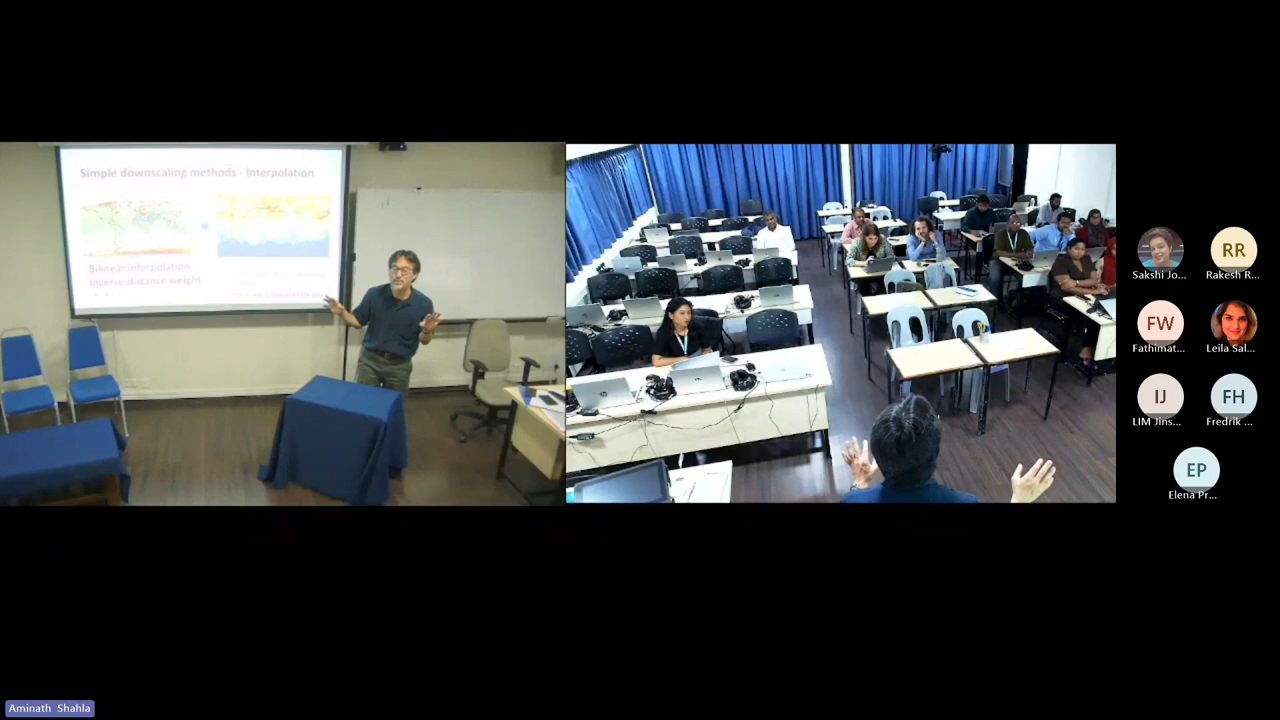 Simple downscaling methods - Interpolation
Bilinear interpolation
Inverse-distance weight
Sakshi Jo...
RR
Rakesh R...
FW
Fathimat...
Leila Sal...
IJ
LIM Jins...
FH
Fredrik ...
EP
Elena Pr...
Aminath Shahla